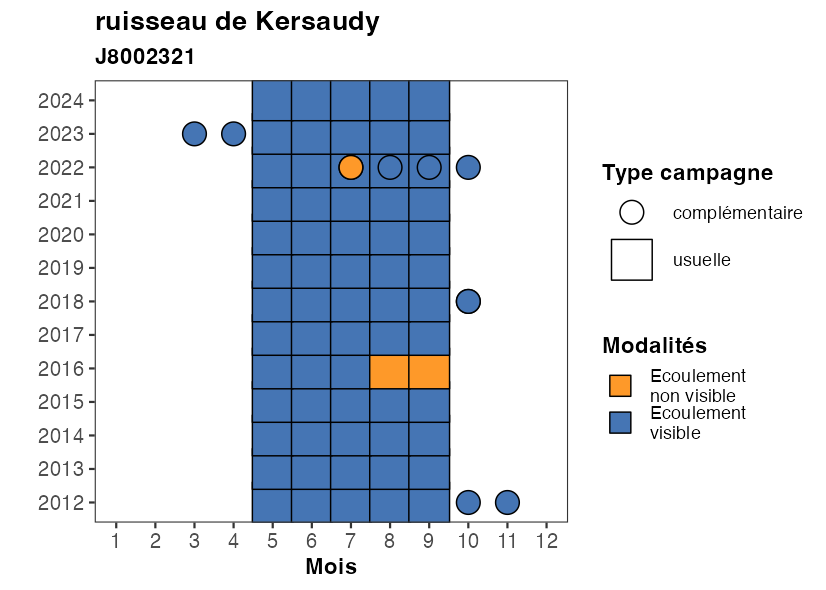 ruisseau de Kersaudy
J8002321
2024
2023
2022
2021
2020
2019
2018
2017
2016
2015
2014
2013
2012
1 2 3 4 5 6 7 8 9 10 11 12
Mois
Type campagne
complémentaire
usuelle
Modalités
Ecoulement
non visible
Ecoulement
visible